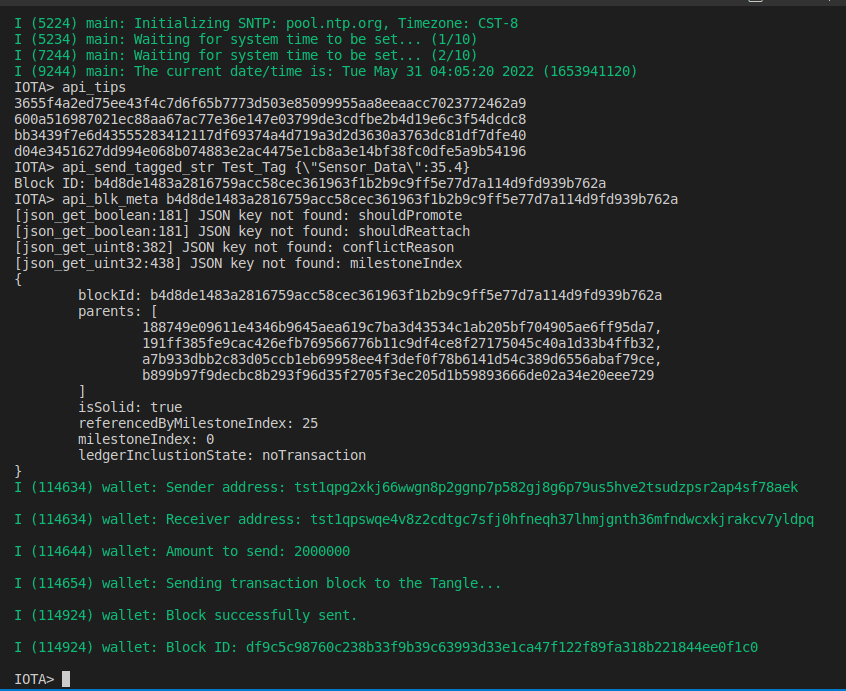 I (5224) main: Initializing SNTP: pool.ntp.org, Timezone: CST-8
I (5234) main: Waiting for system time to be set... (1/10)
I (7244) main: Waiting for system time to be set... (2/10)
I (9244) main: The current date/time is: Tue May 31 04:05:20 2022 (1653941120)
IOTA> api_tips
3655f4a2ed75ee43f4c7d6f65b7773d503e85099955aa8eeaacc7023772462a9
600a516987021ec88aa67ac77e36e147e03799de3cdfbe2b4d19e6c3f54dcdc8
bb3439f7e6d43555283412117df69374a4d719a3d2d3630a3763dc81df7dfe40
d04e3451627dd994e068b074883e2ac4475e1cb8a3e14bf38fc0dfe5a9b54196
IOTA> api_send_tagged_str Test_Tag {\"Sensor_Data\":35.4}
Block ID: b4d8de1483a2816759acc58cec361963f1b2b9c9ff5e77d7a114d9fd939b762a
IOTA> api_blk_meta b4d8de1483a2816759acc58cec361963f1b2b9c9ff5e77d7a114d9fd939b762a
[json_get_boolean:181] JSON key not found: shouldPromote
[json_get_boolean:181] JSON key not found: shouldReattach
[json_get_uint8:382] JSON key not found: conflictReason
[json_get_uint32:438] JSON key not found: milestoneIndex
{
blockId: b4d8de1483a2816759acc58cec361963f1b2b9c9ff5e77d7a114d9fd939b762a
parents: [
188749e09611e4346b9645aea619c7ba3d43534c1ab205bf704905ae6ff95da7,
191ff385fe9cac426efb769566776b11c9df4ce8f27175045c40a1d33b4ffb32,
a7b933dbb2c83d05ccb1eb69958ee4f3def0f78b6141d54c389d6556abaf79ce,
b899b97f9decbc8b293f96d35f2705f3ec205d1b59893666de02a34e20eee729
]
isSolid: true
referencedByMilestoneIndex: 25
milestoneIndex: 0
ledgerInclustionState: noTransaction
}
I (114634) wallet: Sender address: tst1qpg2xkj66wwgn8p2ggnp7p582gj8g6p79us5hve2tsudzpsr2ap4sf78aek
I (114634) wallet: Receiver address: tst1qpswqe4v8z2cdtgc7sfj0hfneqh37lhmjgnth36mfndwcxkjrakcv7yldpq
I (114644) wallet: Amount to send: 2000000
I (114654) wallet: Sending transaction block to the Tangle...
I (114924) wallet: Block successfully sent.
I (114924) wallet: Block ID: df9c5c98760c238b33f9b39c63993d33e1ca47f122f89fa318b221844ee0f1c0
IOTA>